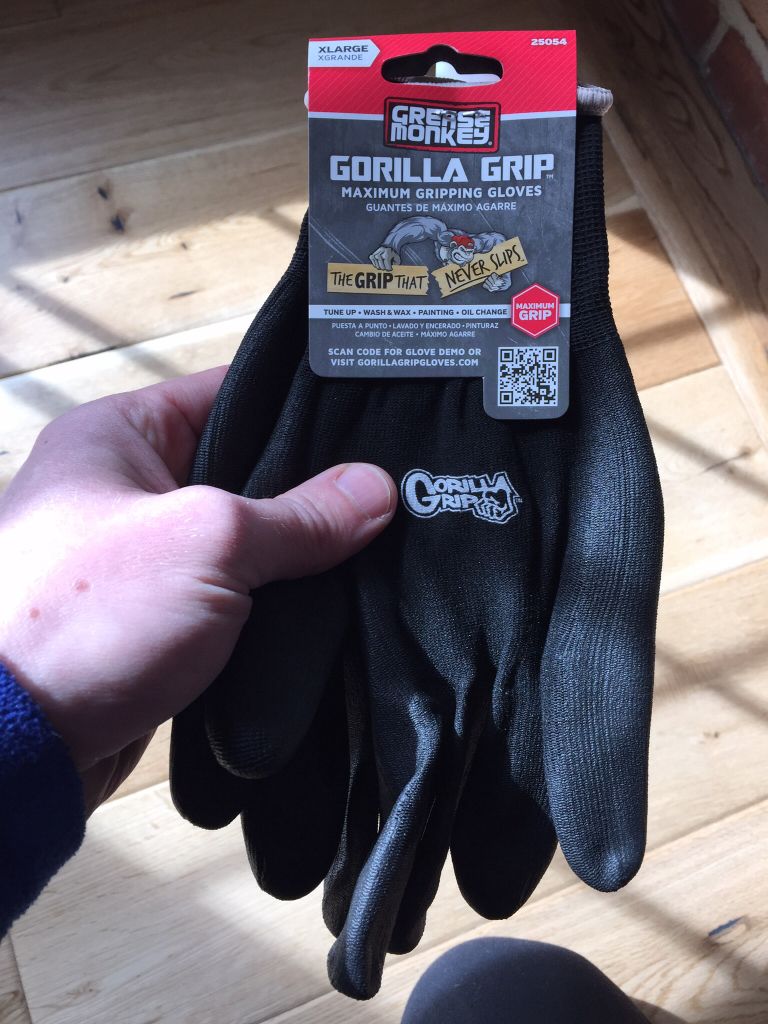 XLARGE
XGRANDE
25054
GREASE
MONKEY
GORILLA GRIP™
MAXIMUM GRIPPING GLOVES
GUANTES DE MÁXIMO AGARRE
THE GRIP THAT NEVER SLIPS
TUNE UP • WASH & WAX • PAINTING • OIL CHANGE
MAXIMUM
GRIP
PUESTA A PUNTO • LAVADO Y ENCERADO • PINTURAZ
CAMBIO DE ACEITE • MÁXIMO AGARRE
SCAN CODE FOR GLOVE DEMO OR
VISIT GORILLAGRIPGLOVES.COM
GORILLA
GRIP™